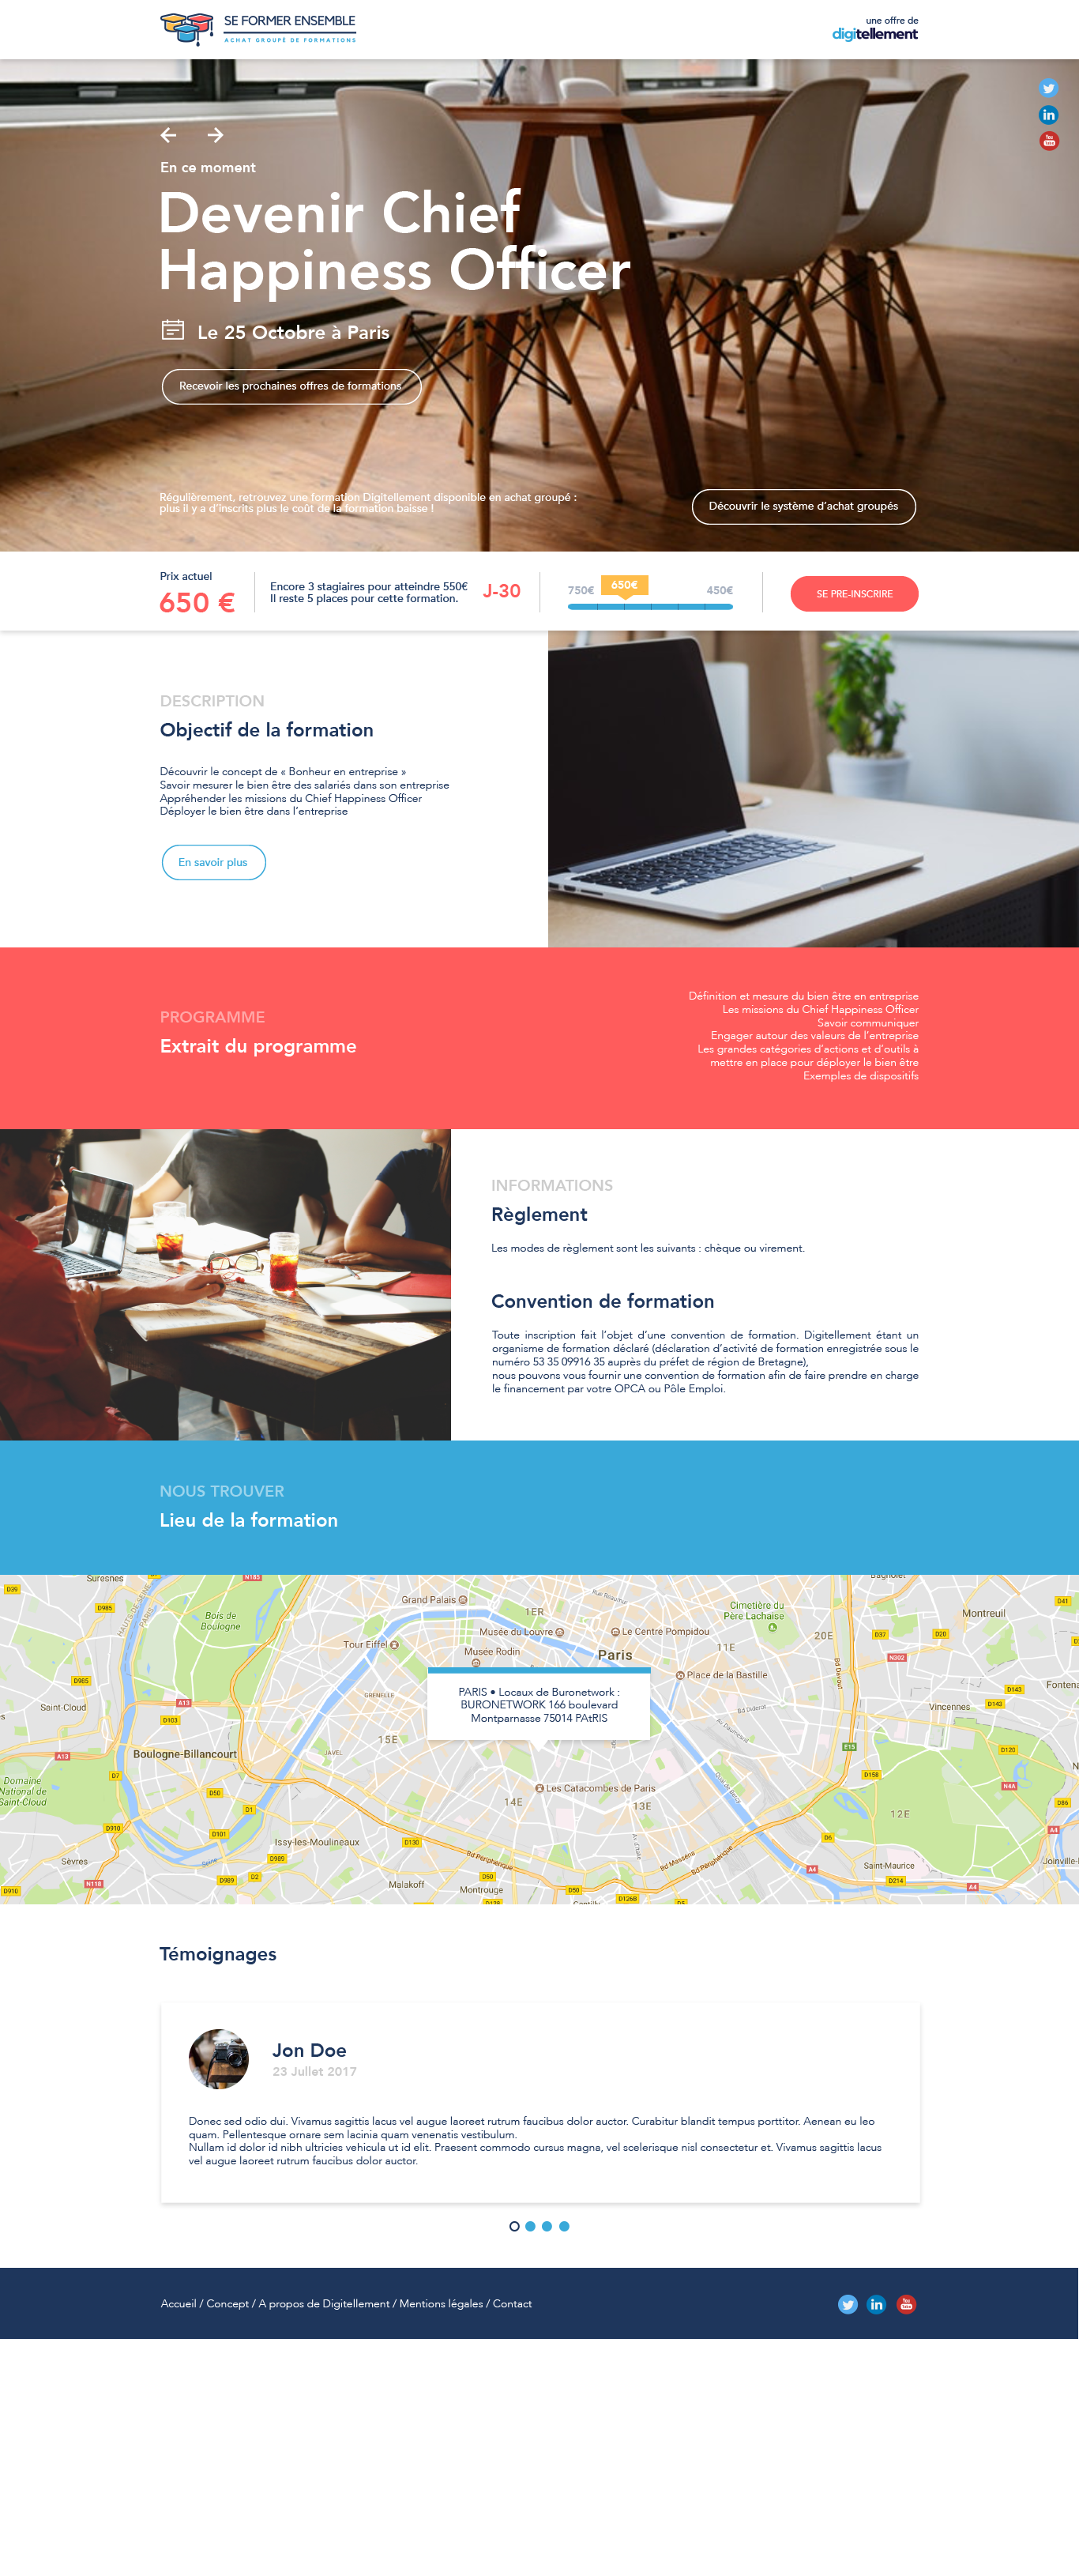 SE FORMER ENSEMBLE
ACHAT GROUPÉ DE FORMATIONS
une offre de
digitellement
En ce moment
Devenir Chief
Happiness Officer
Le 25 Octobre à Paris
Recevoir les prochaines offres de formations
Régulièrement, retrouvez une formation Digitellement disponible en achat groupé :
plus il y a d'inscrits plus le coût de la formation baisse !
Découvrir le système d'achat groupés
Prix actuel
650 €
Encore 3 stagiaires pour atteindre 550€
Il reste 5 places pour cette formation.
J-30
750€
650€
450€
SE PRE-INSCRIRE
DESCRIPTION
Objectif de la formation
Découvrir le concept de « Bonheur en entreprise »
Savoir mesurer le bien être des salariés dans son entreprise
Appréhender les missions du Chief Happiness Officer
Déployer le bien être dans l'entreprise
En savoir plus
PROGRAMME
Extrait du programme
Définition et mesure du bien être en entreprise
Les missions du Chief Happiness Officer
Savoir communiquer
Engager autour des valeurs de l'entreprise
Les grandes catégories d'actions et d'outils à
mettre en place pour déployer le bien être
Exemples de dispositifs
INFORMATIONS
Règlement
Les modes de règlement sont les suivants : chèque ou virement.
Convention de formation
Toute inscription fait l'objet d'une convention de formation. Digitellement étant un
organisme de formation déclaré (déclaration d'activité de formation enregistrée sous le
numéro 53 35 09916 35 auprès du préfet de région de Bretagne),
nous pouvons vous fournir une convention de formation afin de faire prendre en charge
le financement par votre OPCA ou Pôle Emploi.
NOUS TROUVER
Lieu de la formation
Suresnes
Bois de
Boulogne
Grand Palais
1ER
Rue Réaumur
Cimetière du
Père Lachaise
Bagnolet
Montreuil
Musée du Louvre
Le Centre Pompidou
Tour Eiffel
Musée Rodin
Paris
11E
20E
Place de la Bastille
GRENELLE
Saint-Cloud
15E
JAVEL
Boulogne-Billancourt
Bd Diderot
Vincennes
Fontena
PARIS • Locaux de Buronetwork :
BURONETWORK 166 boulevard
Montparnasse 75014 PAtRIS
Domaine
National de
Saint-Cloud
Les Catacombes de Paris
14E
13E
12E
Issy-les-Moulineaux
Sèvres
Seine
Malakoff
Montrouge
Bd Périphérique
Bd Masséna
Bd Périphérique
Saint-Maurice
Joinville-l
Témoignages
Jon Doe
23 Jullet 2017
Donec sed odio dui. Vivamus sagittis lacus vel augue laoreet rutrum faucibus dolor auctor. Curabitur blandit tempus porttitor. Aenean eu leo
quam. Pellentesque ornare sem lacinia quam venenatis vestibulum.
Nullam id dolor id nibh ultricies vehicula ut id elit. Praesent commodo cursus magna, vel scelerisque nisl consectetur et. Vivamus sagittis lacus
vel augue laoreet rutrum faucibus dolor auctor.
Accueil / Concept / A propos de Digitellement / Mentions légales / Contact